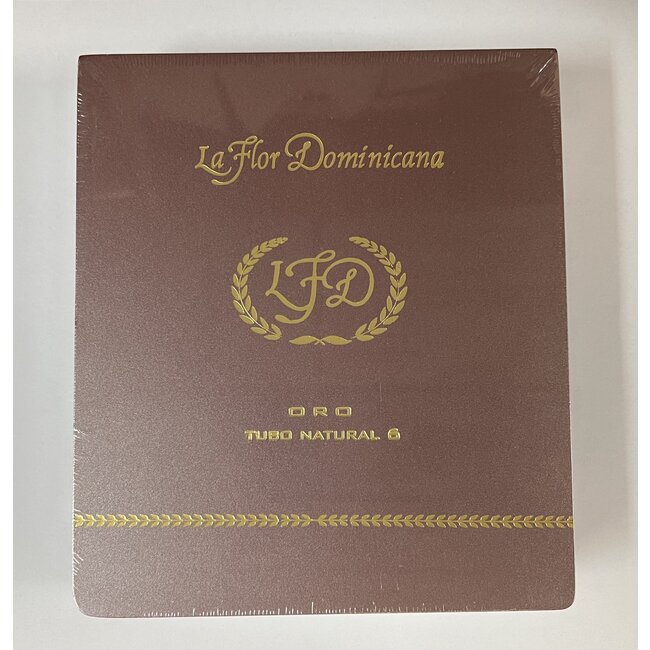 La Flor Dominicana
LFD
ORO
TUBO NATURAL 6